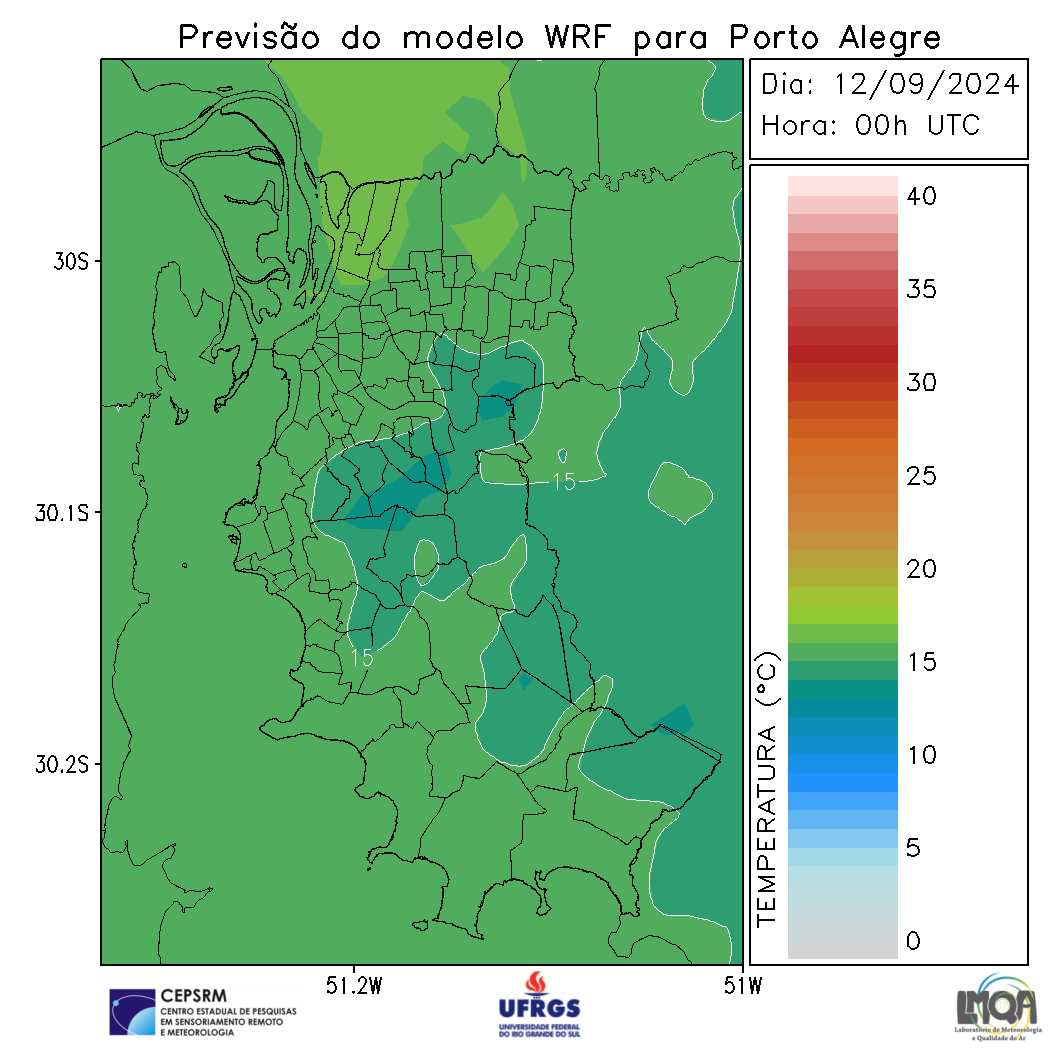 Previsão do modelo WRF para Porto Alegre
Dia: 12/09/2024
Hora: 00h UTC
40
35
30
25
20
15
10
5
0
TEMPERATURA (°C)
30S
30.1S
30.2S
15
15
51.2W
51W
CEPSRM
CENTRO ESTADUAL DE PESQUISAS
EM SENSORIAMENTO REMOTO
E METEOROLOGIA
UFRGS
UNIVERSIDADE FEDERAL
DO RIO GRANDE DO SUL
LMQA
Laboratório de Meteorologia
e Qualidade do Ar